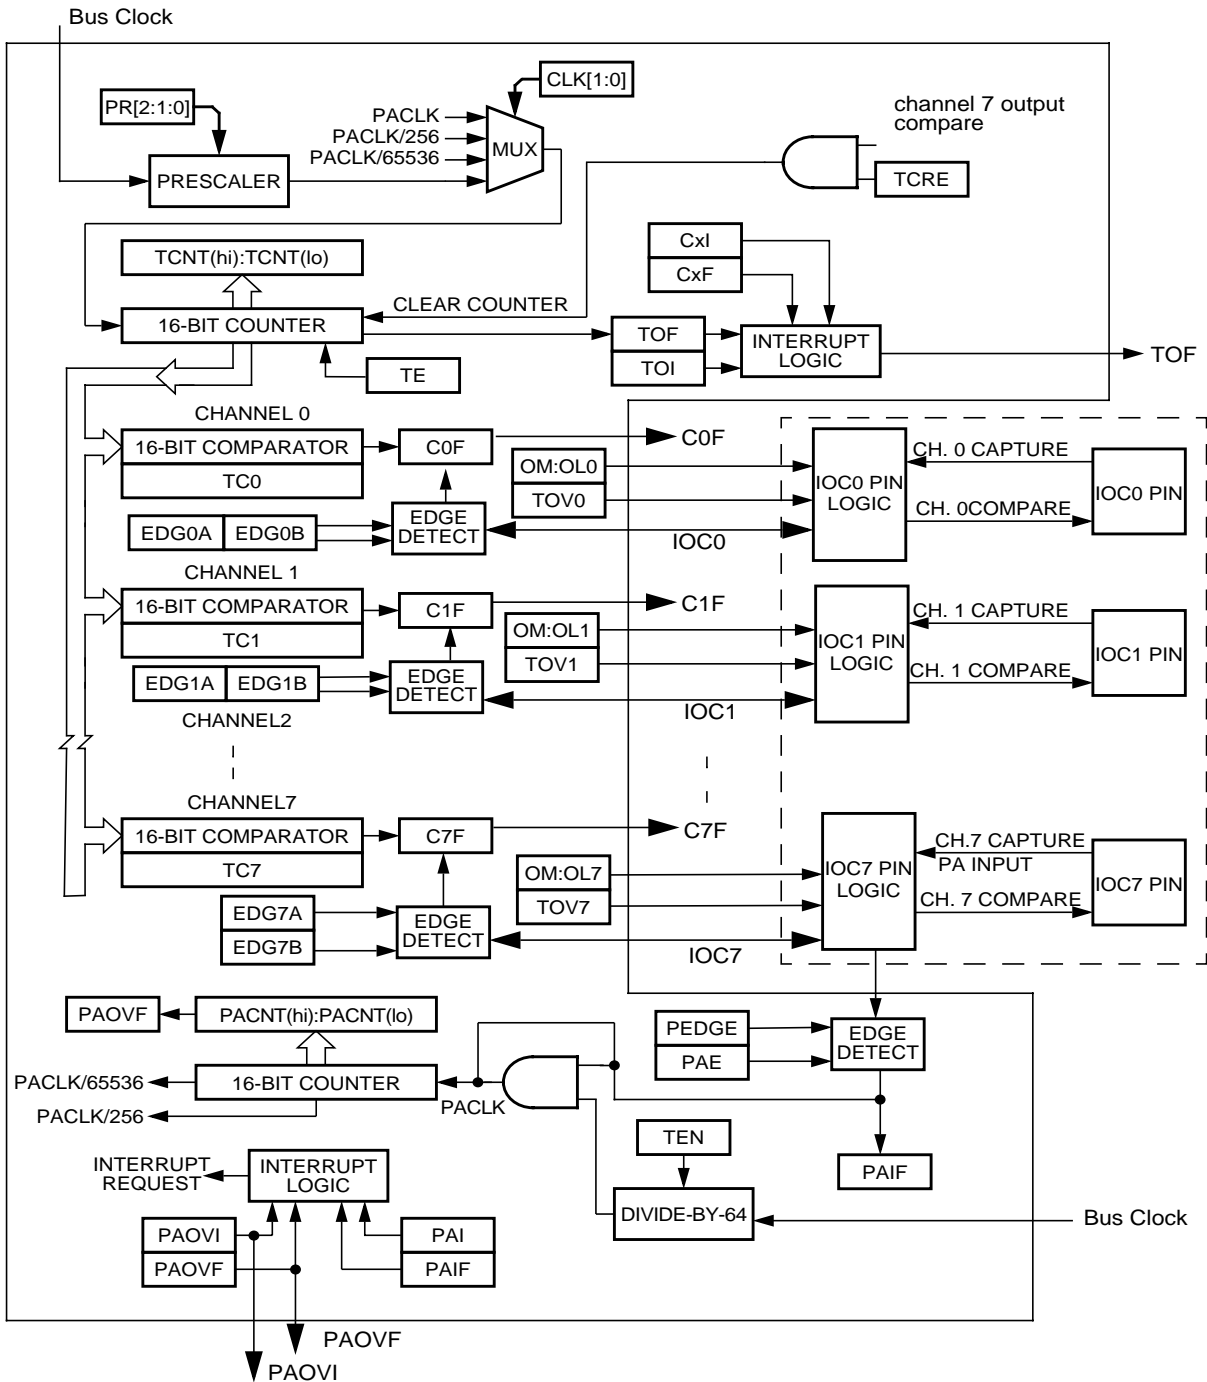 Bus Clock
CLK[1:0]
PR[2:1:0]
channel 7 output
compare
PACLK
PACLK/256
PACLK/65536
MUX
PRESCALER
TCRE
CxI
CxF
TCNT(hi):TCNT(lo)
CLEAR COUNTER
16-BIT COUNTER
TOF
TOI
INTERRUPT
LOGIC
TOF
TE
CHANNEL 0
16-BIT COMPARATOR
TC0
C0F
C0F
OM:OL0
TOV0
IOC0 PIN
LOGIC
CH. 0 CAPTURE
CH. 0COMPARE
IOC0 PIN
EDG0A
EDG0B
EDGE
DETECT
IOC0
CHANNEL 1
16-BIT COMPARATOR
TC1
C1F
C1F
OM:OL1
TOV1
IOC1 PIN
LOGIC
CH. 1 CAPTURE
CH. 1 COMPARE
IOC1 PIN
EDG1A
EDG1B
EDGE
DETECT
IOC1
CHANNEL2
CHANNEL7
16-BIT COMPARATOR
TC7
C7F
C7F
OM:OL7
TOV7
IOC7 PIN
LOGIC
CH.7 CAPTURE
PA INPUT
CH. 7 COMPARE
IOC7 PIN
EDG7A
EDG7B
EDGE
DETECT
IOC7
PAOVF
PACNT(hi):PACNT(lo)
PEDGE
PAE
EDGE
DETECT
PACLK/65536
16-BIT COUNTER
PACLK
PACLK/256
TEN
PAIF
INTERRUPT
REQUEST
INTERRUPT
LOGIC
DIVIDE-BY-64
Bus Clock
PAOVI
PAOVF
PAI
PAIF
PAOVF
PAOVI